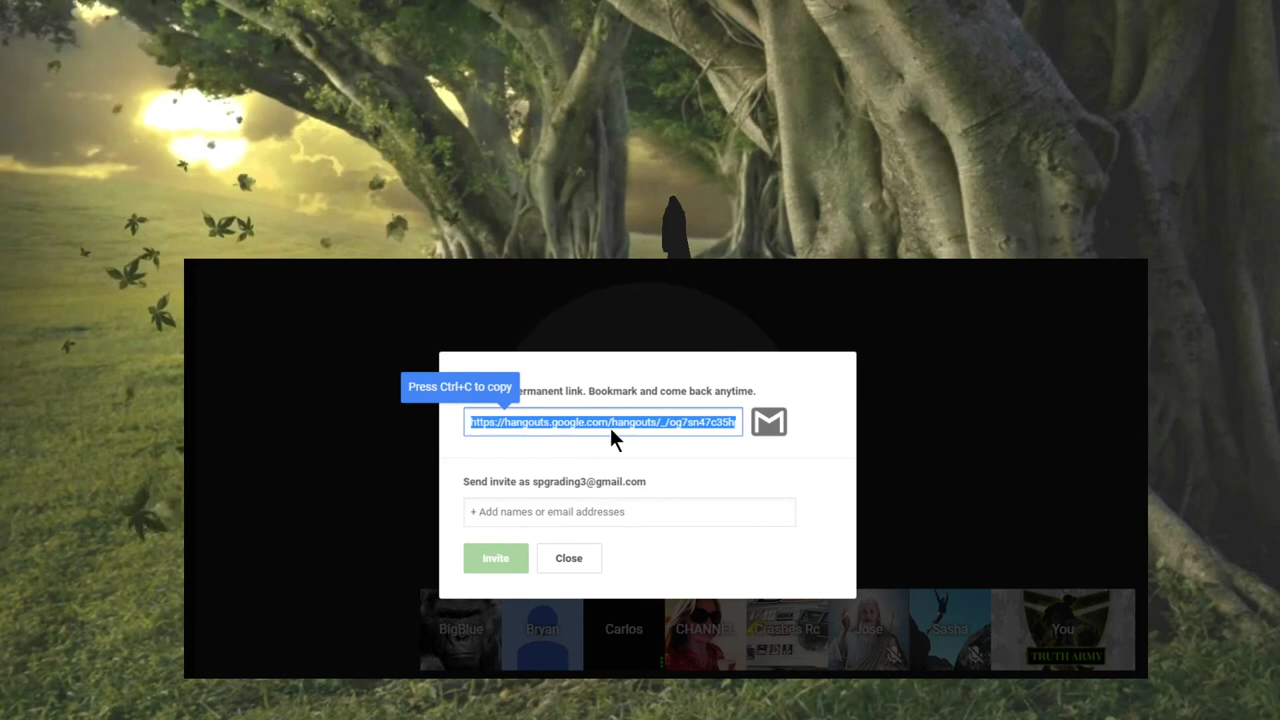 Press Ctrl+C to copy
ermanent link. Bookmark and come back anytime.
https://hangouts.google.com/hangouts/_/og7sn47c35h
Send invite as spgrading3@gmail.com
+ Add names or email addresses
Invite
Close
BigBlue
Bryan
Carlos
CHANNEL
Crashes Rc
Jose
Sasha
You
TRUTH ARMY